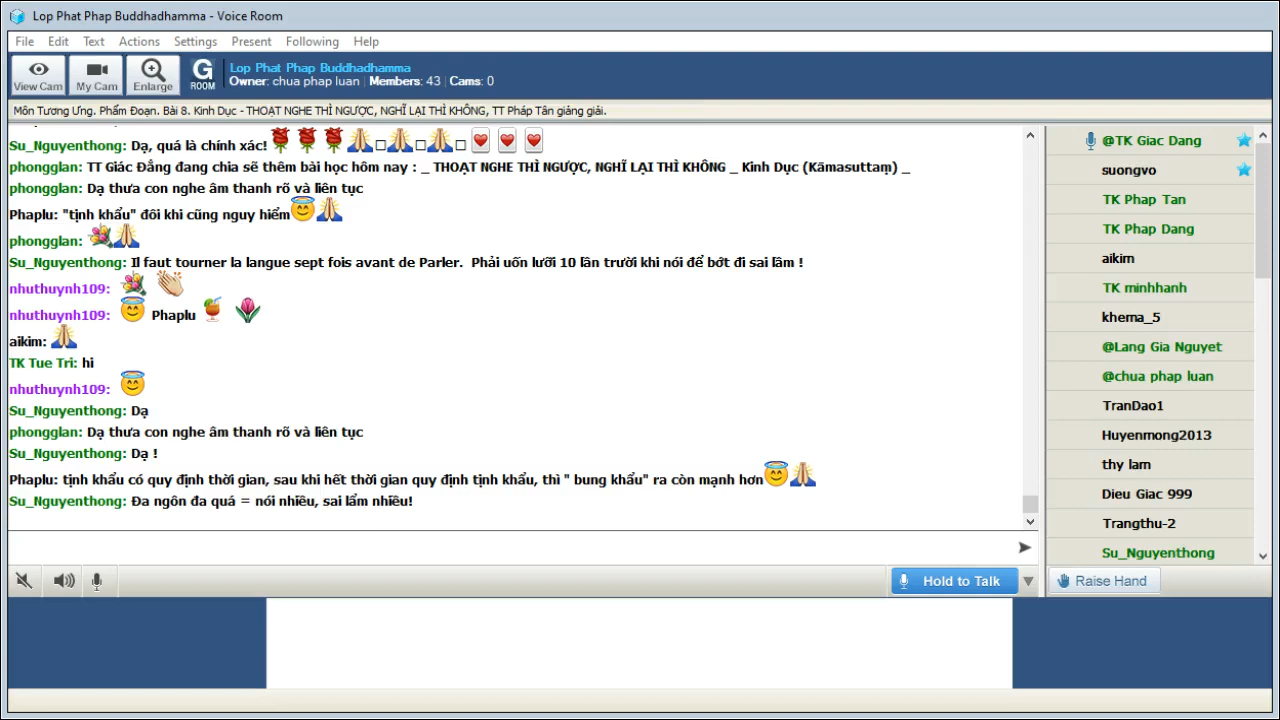 Lop Phat Phap Buddhadhamma - Voice Room
File Edit Text Actions Settings Present Following Help
View Cam My Cam Enlarge G ROOM
Lop Phat Phap Buddhadhamma
Owner: chua phap luan Members: 43 Cams: 0
Môn Tương Ưng. Phẩm Đoạn. Bài 8. Kinh Dục - THOẠT NGHE THÌ NGƯỢC, NGHĨ LẠI THÌ KHÔNG, TT Pháp Tân giảng giải.
Su_Nguyenthong: Dạ, quá là chính xác!
phongglan: TT Giác Đẳng đang chia sẽ thêm bài học hôm nay : _ THOẠT NGHE THÌ NGƯỢC, NGHĨ LẠI THÌ KHÔNG _ Kinh Dục (Kāmasuttaṃ) _
phongglan: Dạ thưa con nghe âm thanh rõ và liên tục
Phaplu: "tịnh khẩu" đôi khi cũng nguy hiểm
phongglan:
Su_Nguyenthong: Il faut tourner la langue sept fois avant de Parler. Phải uốn lưỡi 10 lần trười khi nói để bớt đi sai lầm !
nhuthuynh109:
nhuthuynh109: Phaplu
aikim:
TK Tue Tri: hi
nhuthuynh109:
Su_Nguyenthong: Dạ
phongglan: Dạ thưa con nghe âm thanh rõ và liên tục
Su_Nguyenthong: Dạ !
Phaplu: tịnh khẩu có quy định thời gian, sau khi hết thời gian quy định tịnh khẩu, thì " bung khẩu" ra còn mạnh hơn
Su_Nguyenthong: Đa ngôn đa quá = nói nhiều, sai lẩm nhiều!
Hold to Talk
@TK Giac Dang
suongvo
TK Phap Tan
TK Phap Dang
aikim
TK minhhanh
khema_5
@Lang Gia Nguyet
@chua phap luan
TranDao1
Huyenmong2013
thy lam
Dieu Giac 999
Trangthu-2
Su_Nguyenthong
Raise Hand